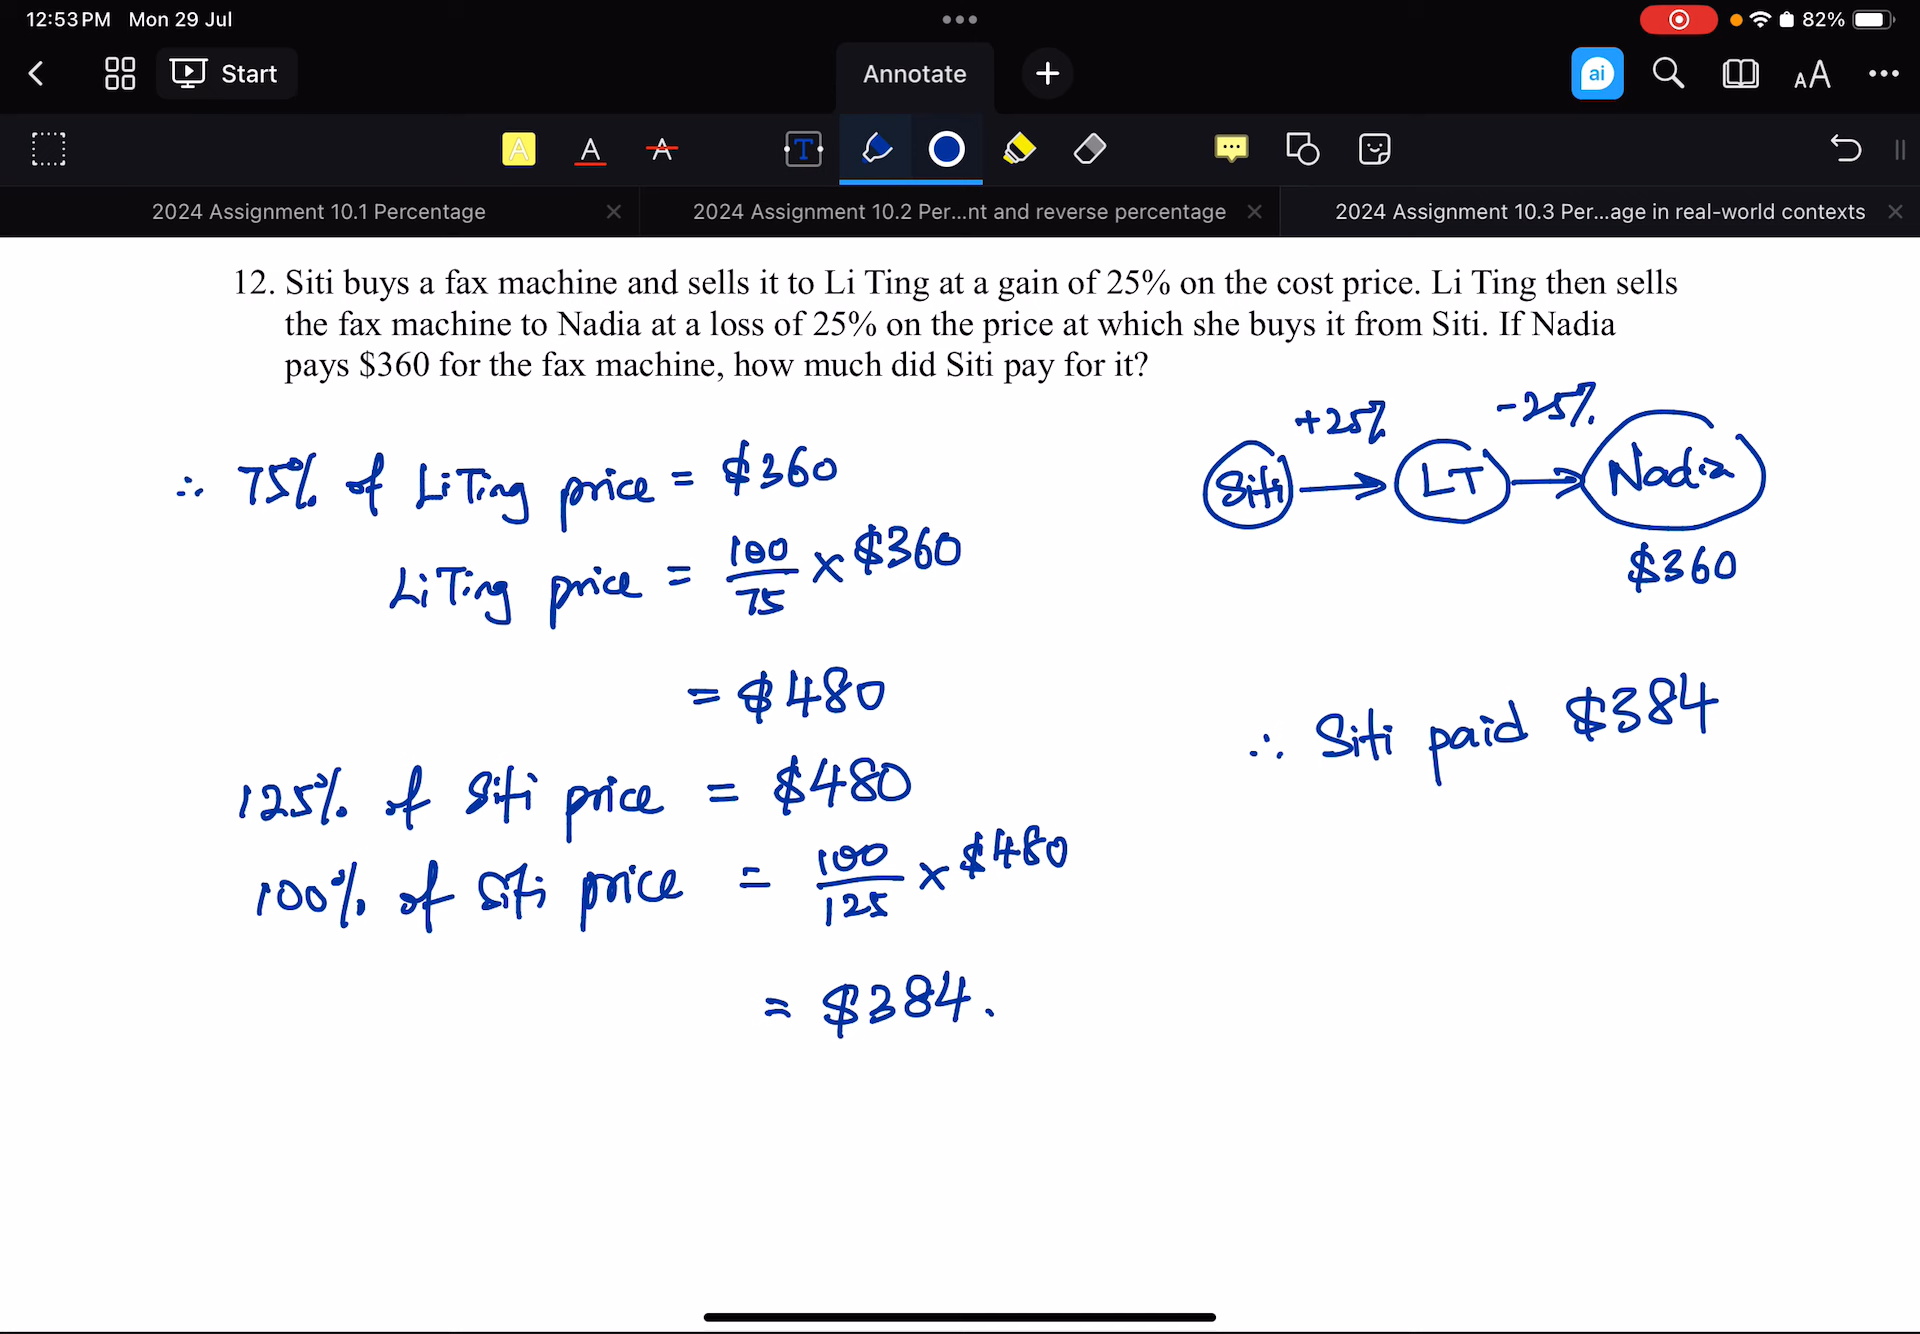 12:53 PM Mon 29 Jul
82%
Start
Annotate
ai
AA
A A A T
2024 Assignment 10.1 Percentage
2024 Assignment 10.2 Per...nt and reverse percentage
2024 Assignment 10.3 Per...age in real-world contexts
12. Siti buys a fax machine and sells it to Li Ting at a gain of 25% on the cost price. Li Ting then sells
the fax machine to Nadia at a loss of 25% on the price at which she buys it from Siti. If Nadia
pays $360 for the fax machine, how much did Siti pay for it?
+25% -25%
Siti → LT → Nadia
$360
∴ 75% of LiTing price = $360
LiTing price = 100/75 × $360
= $480
∴ Siti paid $384
125% of Siti price = $480
100% of Siti price = 100/125 × $480
= $384.